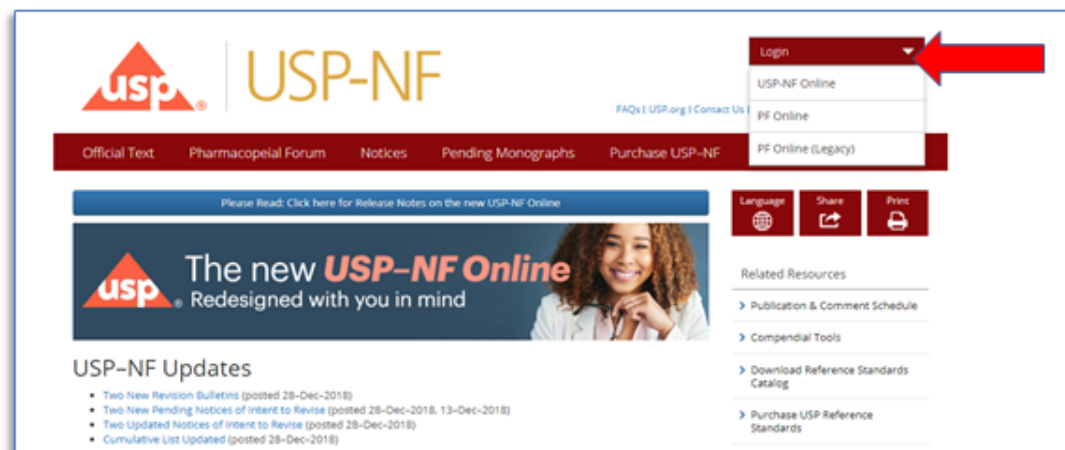 usp®
USP-NF
Login
USP-NF Online
PF Online
PF Online (Legacy)
FAQs | USP.org | Contact Us |
Official Text
Pharmacopeial Forum
Notices
Pending Monographs
Purchase USP–NF
Please Read: Click here for Release Notes on the new USP-NF Online
Language
Share
Print
usp®
The new USP–NF Online
Redesigned with you in mind
Related Resources
Publication & Comment Schedule
Compendial Tools
Download Reference Standards
Catalog
Purchase USP Reference
Standards
USP–NF Updates
Two New Revision Bulletins (posted 28–Dec–2018)
Two New Pending Notices of Intent to Revise (posted 28–Dec–2018, 13–Dec–2018)
Two Updated Notices of Intent to Revise (posted 28–Dec–2018)
Cumulative List Updated (posted 28–Dec–2018)